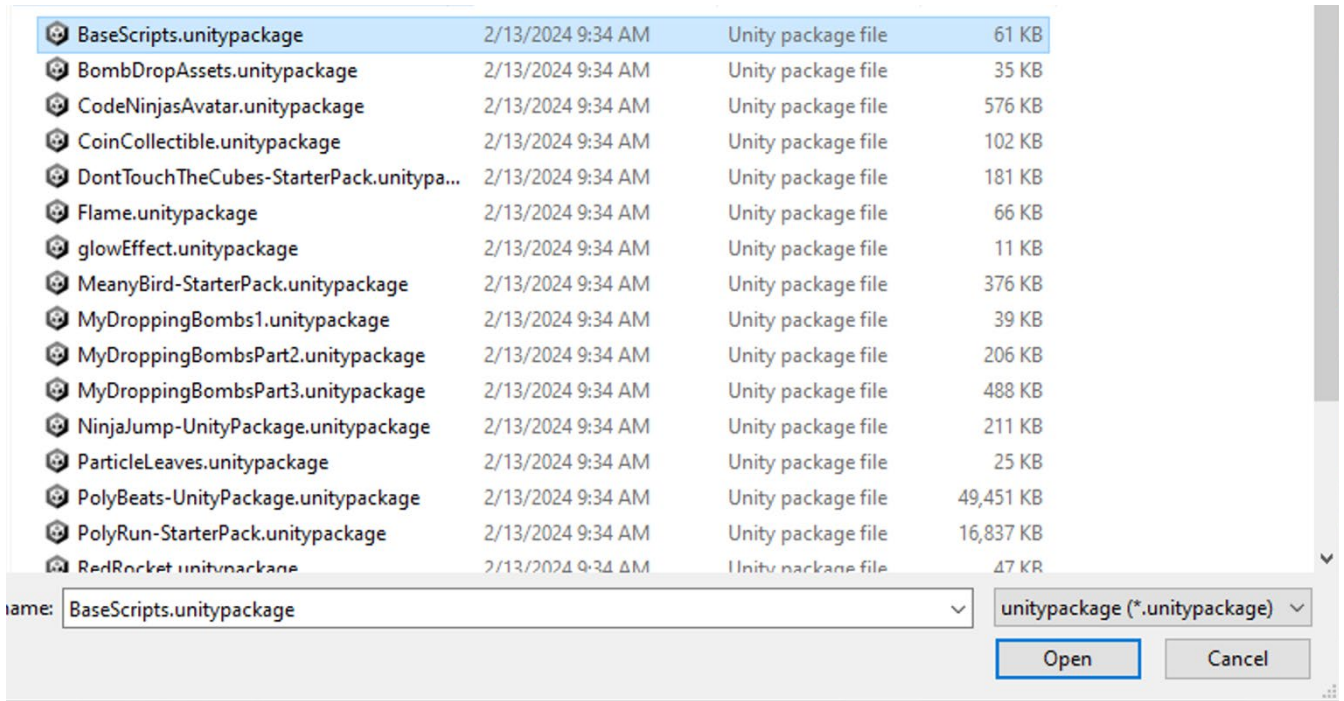 BaseScripts.unitypackage 2/13/2024 9:34 AM Unity package file 61 KB
BombDropAssets.unitypackage 2/13/2024 9:34 AM Unity package file 35 KB
CodeNinjasAvatar.unitypackage 2/13/2024 9:34 AM Unity package file 576 KB
CoinCollectible.unitypackage 2/13/2024 9:34 AM Unity package file 102 KB
DontTouchTheCubes-StarterPack.unitypa... 2/13/2024 9:34 AM Unity package file 181 KB
Flame.unitypackage 2/13/2024 9:34 AM Unity package file 66 KB
glowEffect.unitypackage 2/13/2024 9:34 AM Unity package file 11 KB
MeanyBird-StarterPack.unitypackage 2/13/2024 9:34 AM Unity package file 376 KB
MyDroppingBombs1.unitypackage 2/13/2024 9:34 AM Unity package file 39 KB
MyDroppingBombsPart2.unitypackage 2/13/2024 9:34 AM Unity package file 206 KB
MyDroppingBombsPart3.unitypackage 2/13/2024 9:34 AM Unity package file 488 KB
NinjaJump-UnityPackage.unitypackage 2/13/2024 9:34 AM Unity package file 211 KB
ParticleLeaves.unitypackage 2/13/2024 9:34 AM Unity package file 25 KB
PolyBeats-UnityPackage.unitypackage 2/13/2024 9:34 AM Unity package file 49,451 KB
PolyRun-StarterPack.unitypackage 2/13/2024 9:34 AM Unity package file 16,837 KB
RedRocket.unitypackage 2/13/2024 9:34 AM Unity package file 47 KB
name: BaseScripts.unitypackage unitypackage (*.unitypackage)
Open Cancel